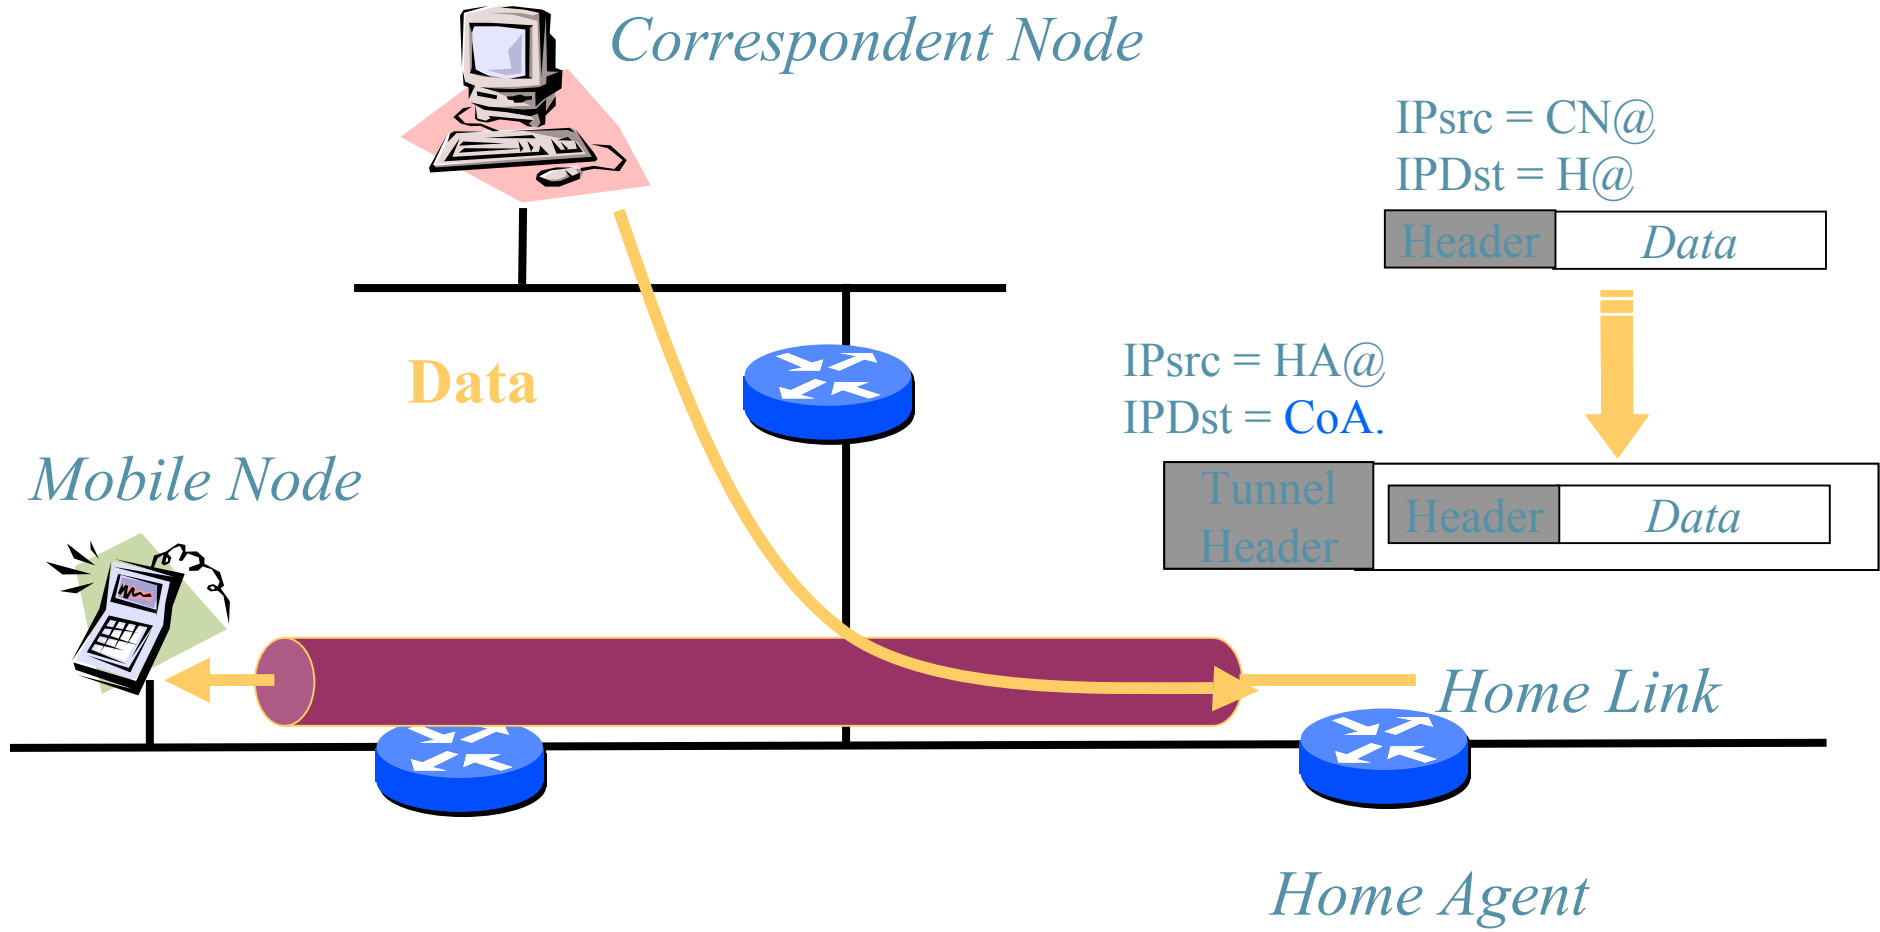 Correspondent Node
IPsrc = CN@
IPDst = H@
Header Data
Data
IPsrc = HA@
IPDst = CoA.
Mobile Node
Tunnel
Header
Header Data
Home Link
Home Agent